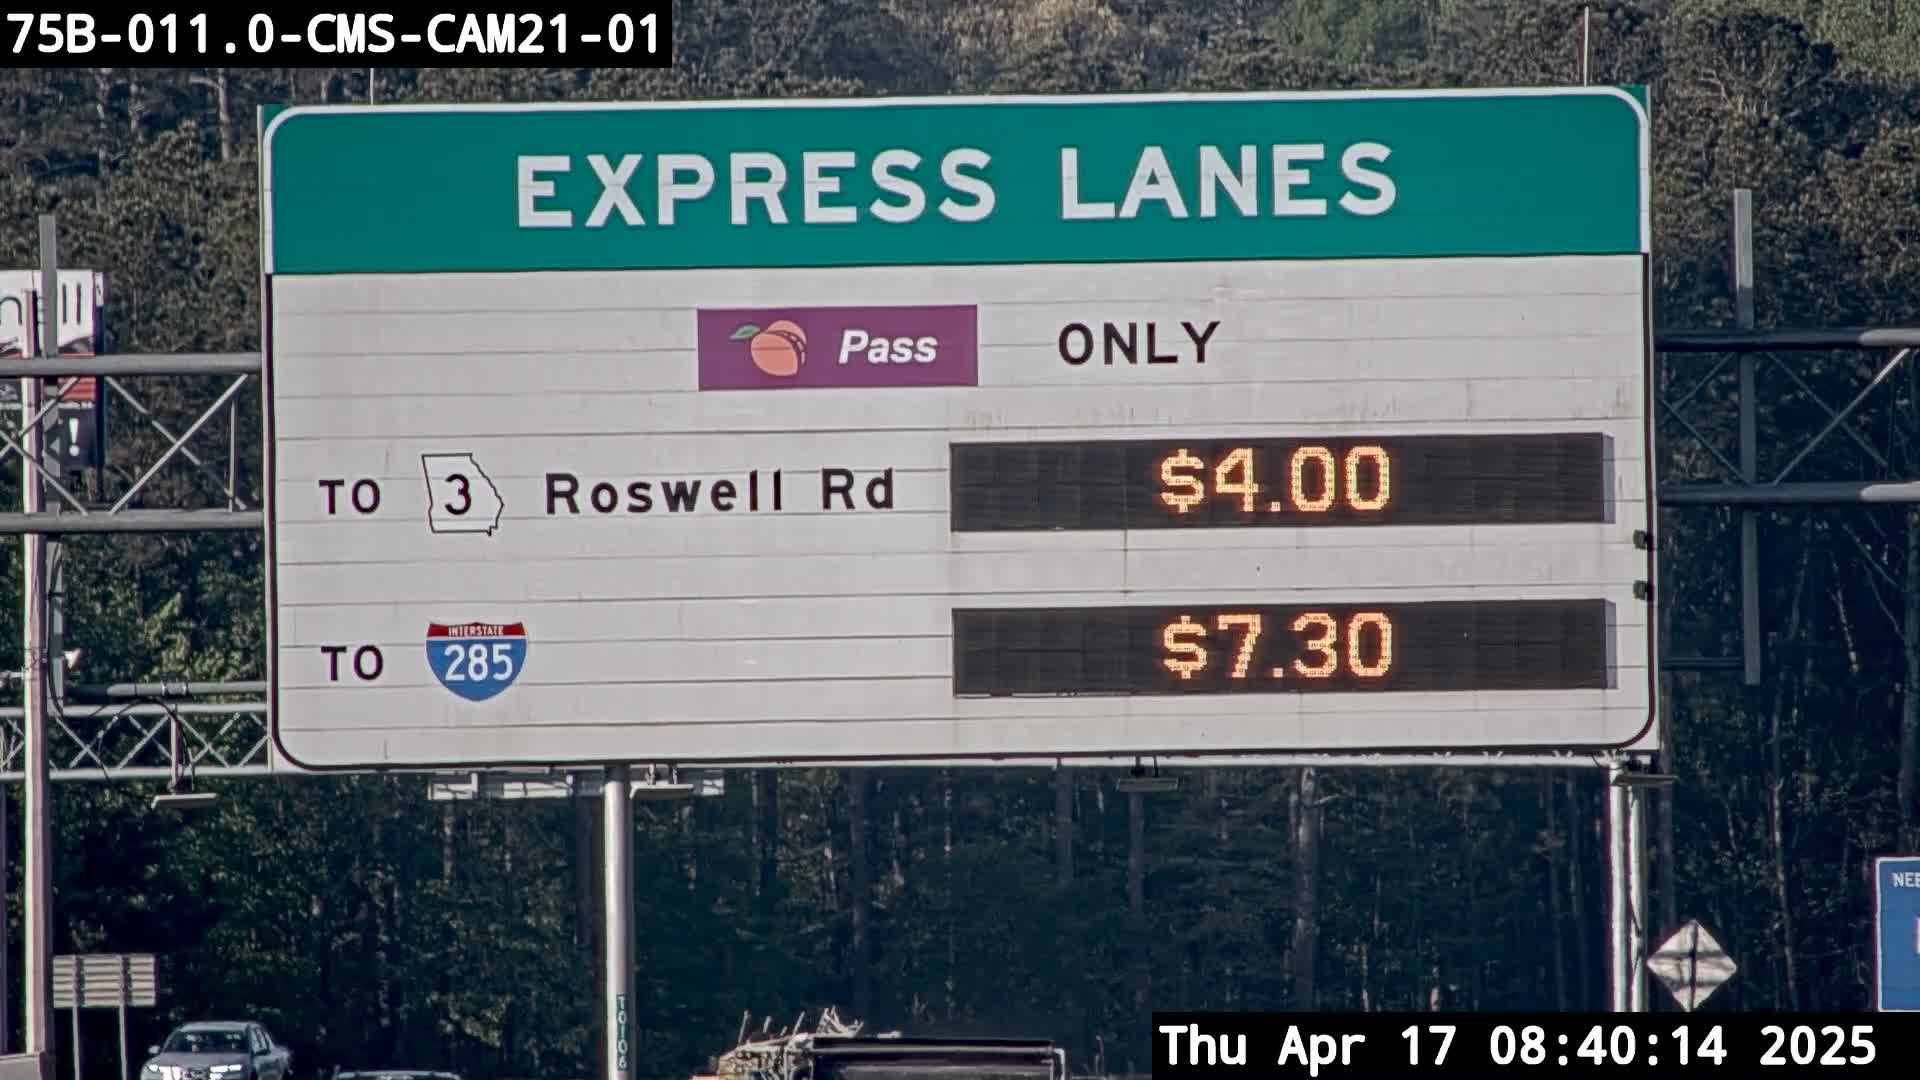 75B-011.0-CMS-CAM21-01
EXPRESS LANES
Pass ONLY
TO 3 Roswell Rd $4.00
TO INTERSTATE 285 $7.30
!
NEE
Thu Apr 17 08:40:14 2025